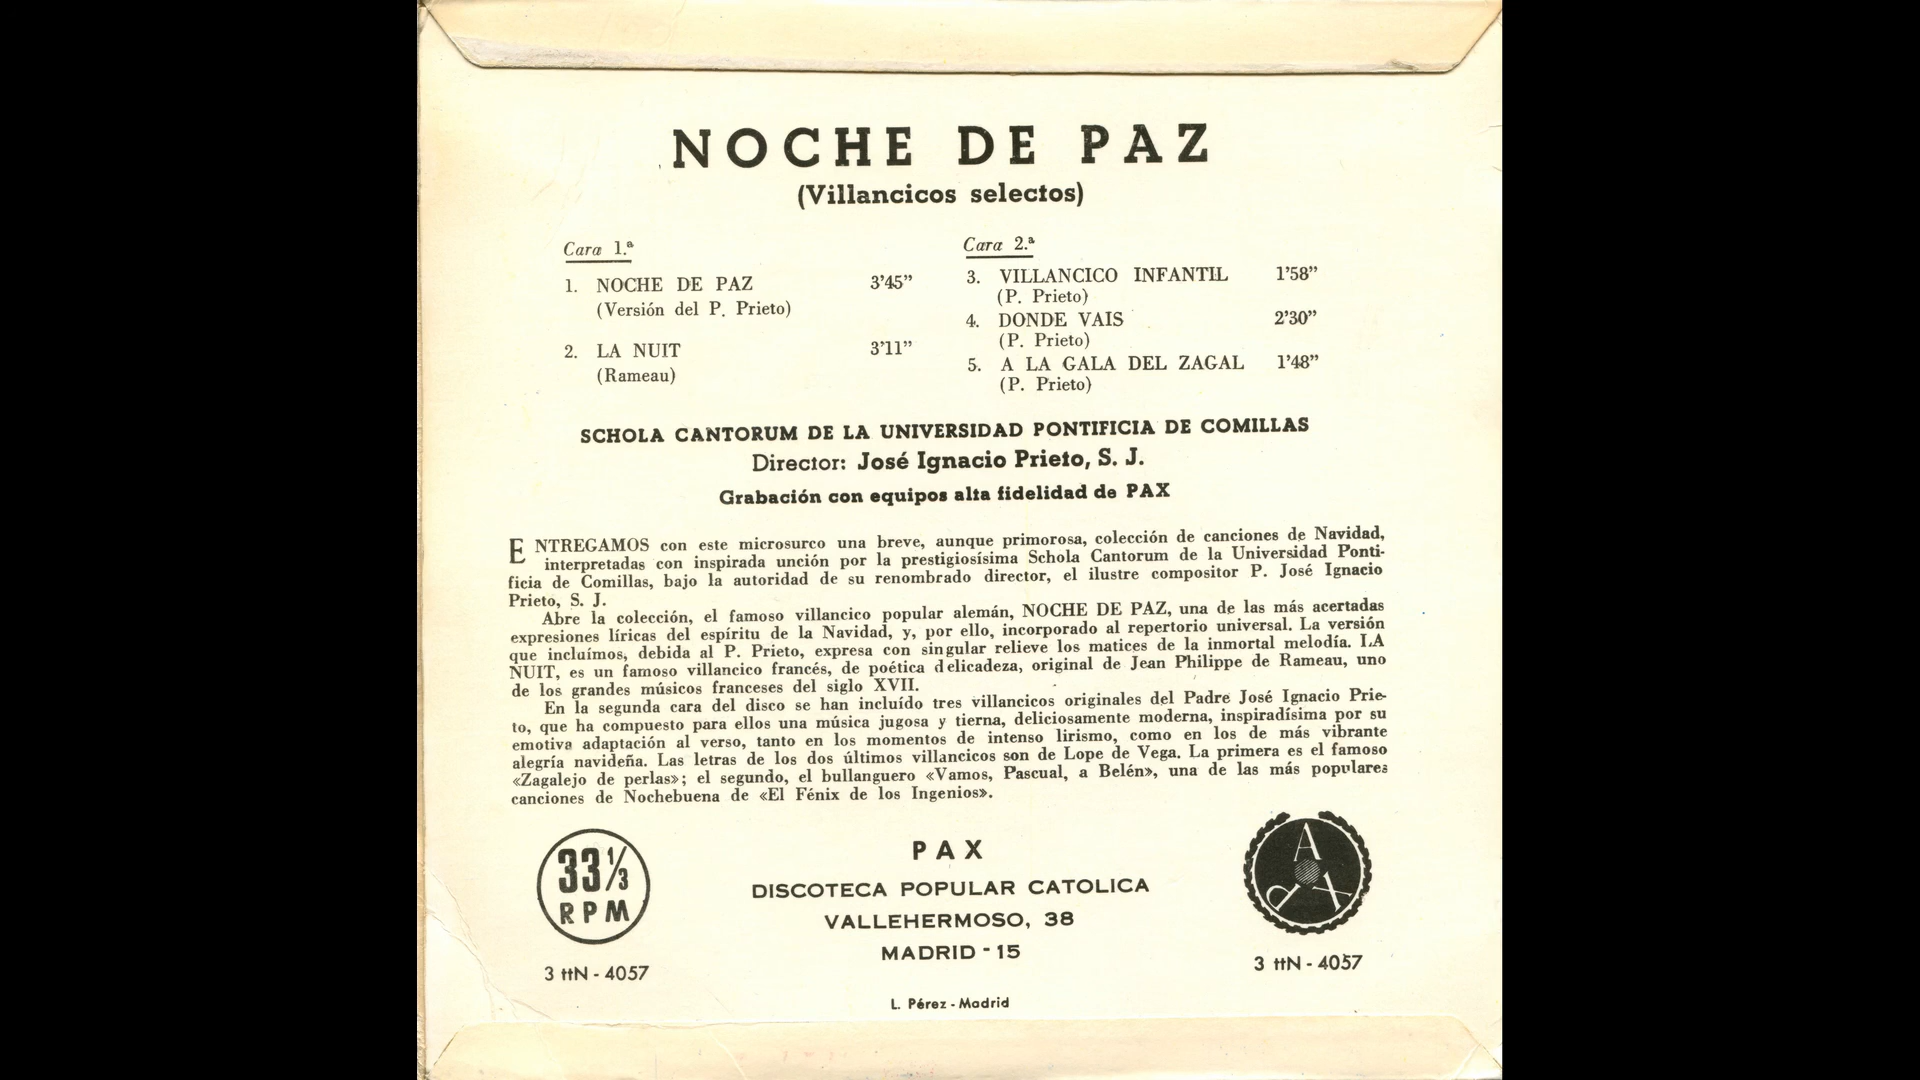 NOCHE DE PAZ
(Villancicos selectos)
Cara 1.ª
1. NOCHE DE PAZ 3'45"
(Versión del P. Prieto)
2. LA NUIT 3'11"
(Rameau)
Cara 2.ª
3. VILLANCICO INFANTIL 1'58"
(P. Prieto)
4. DONDE VAIS 2'30"
(P. Prieto)
5. A LA GALA DEL ZAGAL 1'48"
(P. Prieto)
SCHOLA CANTORUM DE LA UNIVERSIDAD PONTIFICIA DE COMILLAS
Director: José Ignacio Prieto, S. J.
Grabación con equipos alta fidelidad de PAX
ENTREGAMOS con este microsurco una breve, aunque primorosa, colección de canciones de Navidad,
interpretadas con inspirada unción por la prestigiosísima Schola Cantorum de la Universidad Ponti-
ficia de Comillas, bajo la autoridad de su renombrado director, el ilustre compositor P. José Ignacio
Prieto, S. J.
Abre la colección, el famoso villancico popular alemán, NOCHE DE PAZ, una de las más acertadas
expresiones líricas del espíritu de la Navidad, y, por ello, incorporado al repertorio universal. La versión
que incluímos, debida al P. Prieto, expresa con singular relieve los matices de la inmortal melodía. LA
NUIT, es un famoso villancico francés, de poética delicadeza, original de Jean Philippe de Rameau, uno
de los grandes músicos franceses del siglo XVII.
En la segunda cara del disco se han incluído tres villancicos originales del Padre José Ignacio Prie-
to, que ha compuesto para ellos una música jugosa y tierna, deliciosamente moderna, inspiradísima por su
emotiva adaptación al verso, tanto en los momentos de intenso lirismo, como en los de más vibrante
alegría navideña. Las letras de los dos últimos villancicos son de Lope de Vega. La primera es el famoso
«Zagalejo de perlas»; el segundo, el bullanguero «Vamos, Pascual, a Belén», una de las más populares
canciones de Nochebuena de «El Fénix de los Ingenios».
33 1/3
RPM
3 ttN - 4057
PAX
DISCOTECA POPULAR CATOLICA
VALLEHERMOSO, 38
MADRID - 15
L. Pérez - Madrid
PAX
3 ttN - 4057